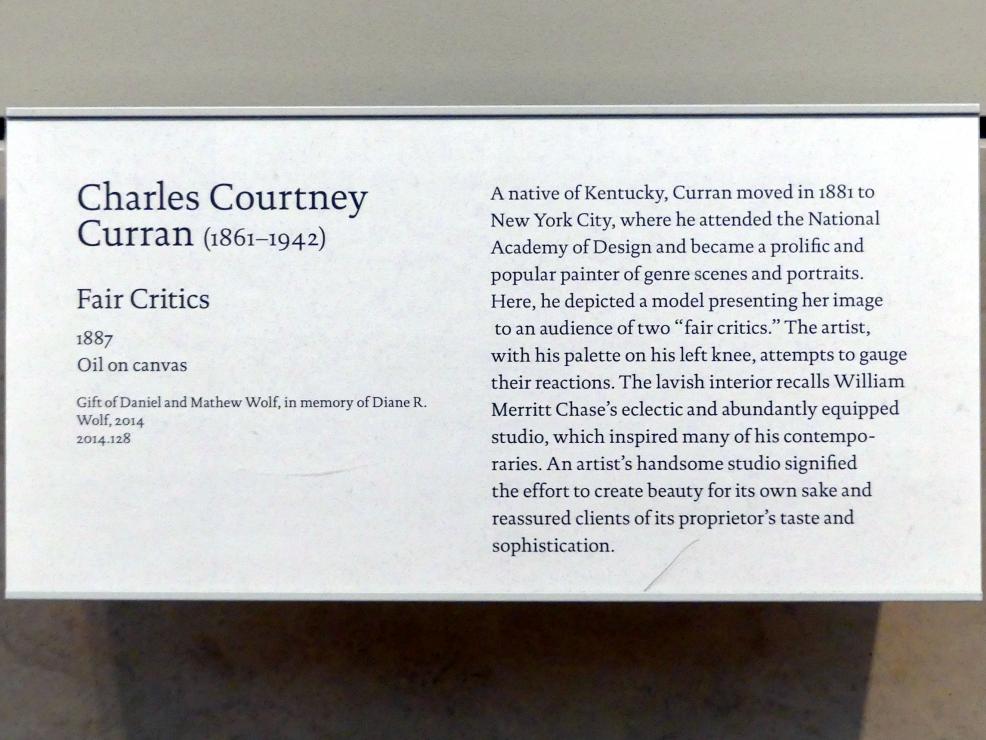 Charles Courtney
Curran (1861–1942)
Fair Critics
1887
Oil on canvas
Gift of Daniel and Mathew Wolf, in memory of Diane R.
Wolf, 2014
2014.128
A native of Kentucky, Curran moved in 1881 to
New York City, where he attended the National
Academy of Design and became a prolific and
popular painter of genre scenes and portraits.
Here, he depicted a model presenting her image
to an audience of two “fair critics.” The artist,
with his palette on his left knee, attempts to gauge
their reactions. The lavish interior recalls William
Merritt Chase’s eclectic and abundantly equipped
studio, which inspired many of his contempo-
raries. An artist’s handsome studio signified
the effort to create beauty for its own sake and
reassured clients of its proprietor’s taste and
sophistication.